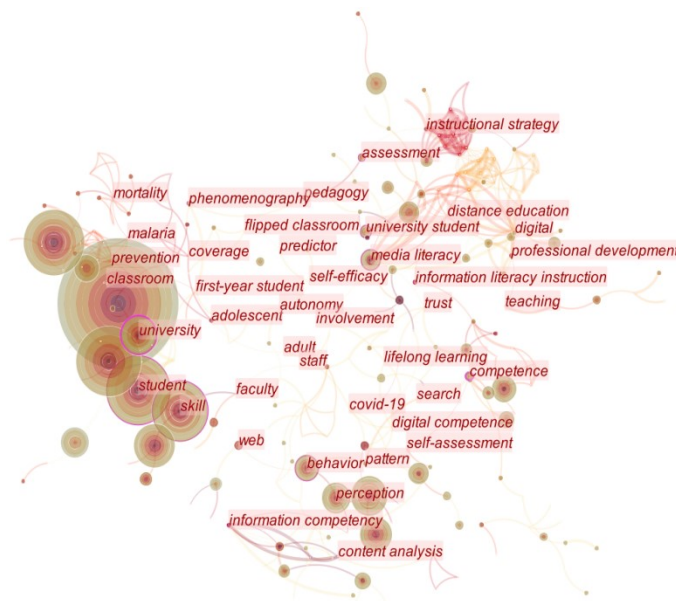 instructional strategy
assessment
mortality
phenomenography
pedagogy
distance education
flipped classroom
university student
digital
malaria
coverage
predictor
media literacy
professional development
prevention
classroom
self-efficacy
information literacy instruction
first-year student
autonomy
trust
teaching
adolescent
involvement
university
adult
staff
lifelong learning
competence
student
faculty
search
skill
covid-19
digital competence
web
self-assessment
behavior
pattern
perception
information competency
content analysis